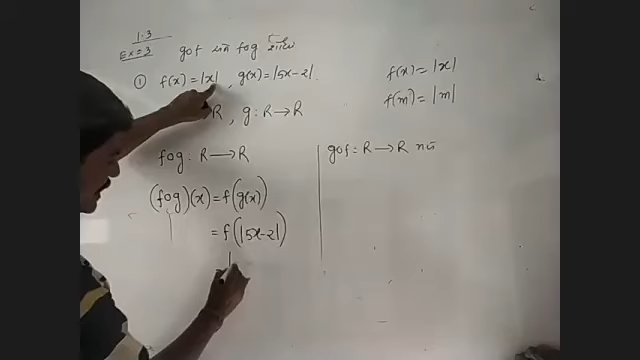 1.3
Ex=3 gof અને fog શોધો
① f(x) = |x| , g(x) = |5x-2|.
R , g : R → R
fog : R → R
(fog)(x) = f(g(x))
= f(|5x-2|)
f(x) = |x|
f(m) = |m|
gof = R → R